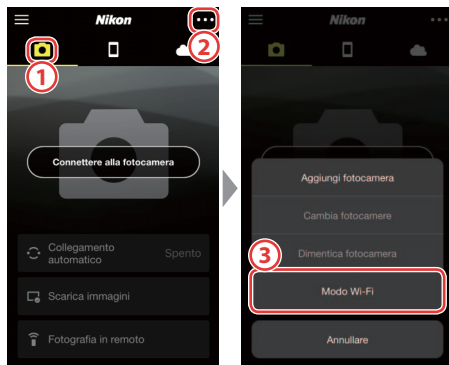 Nikon
1
2
Connettere alla fotocamera
Collegamento
automatico
Spento
Scarica immagini
Fotografia in remoto
Nikon
Aggiungi fotocamera
Cambia fotocamere
Dimentica fotocamera
3
Modo Wi-Fi
Annullare